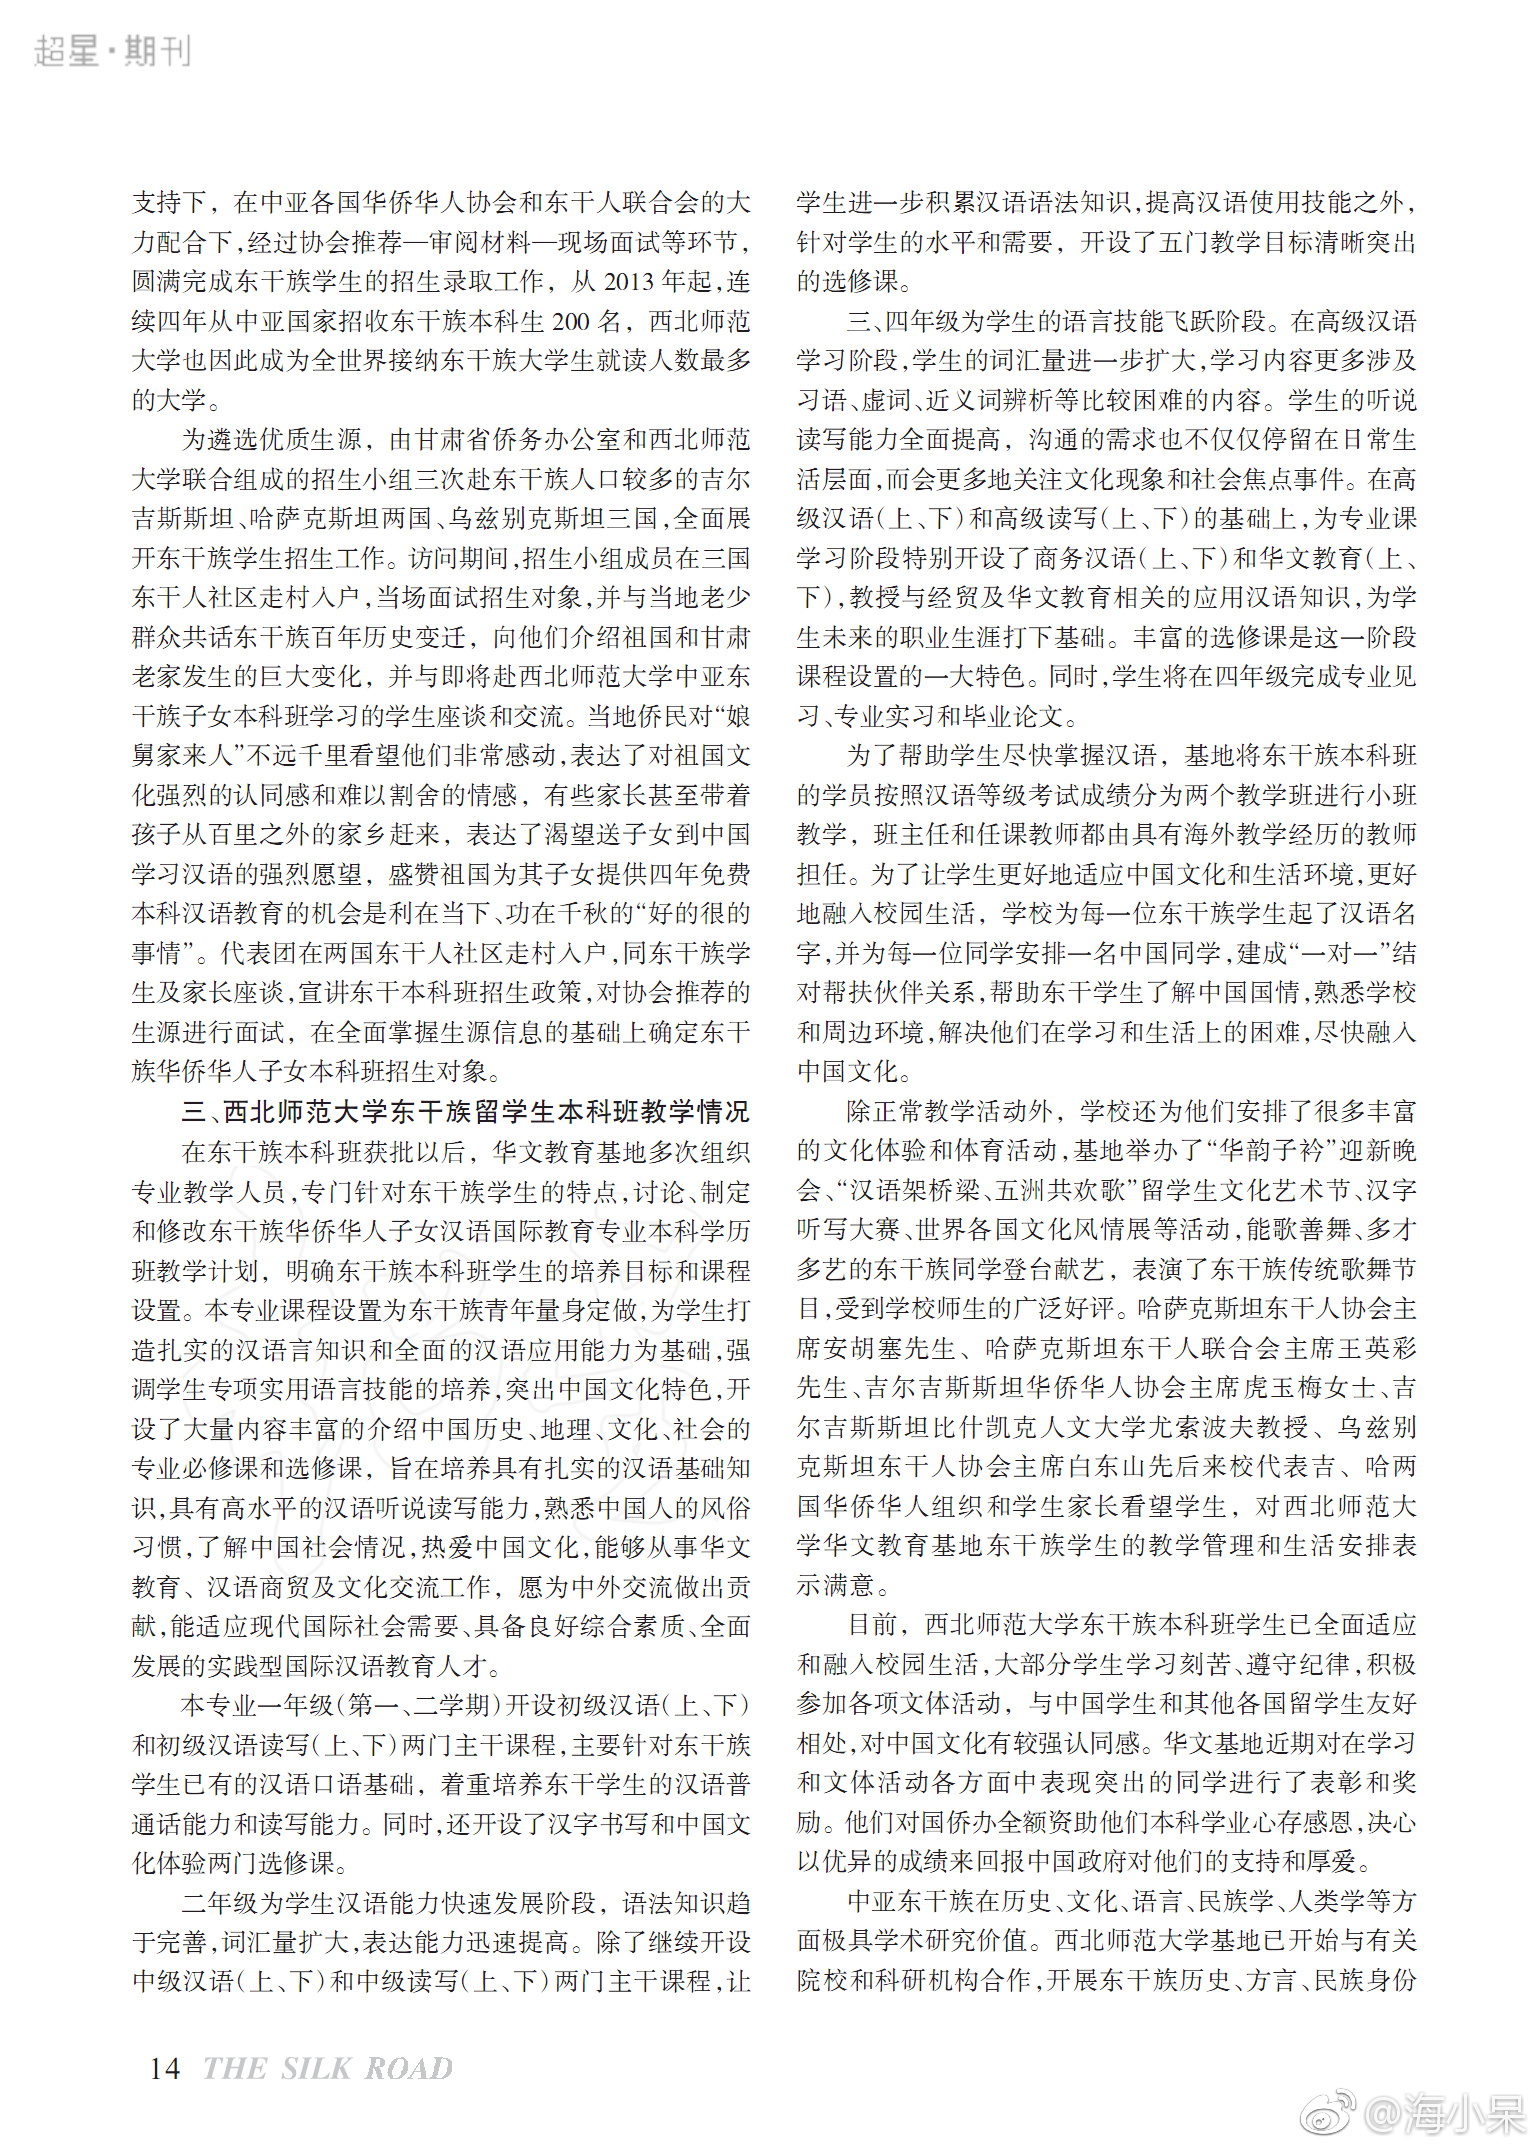 超星·期刊
支持下，在中亚各国华侨华人协会和东干人联合会的大
力配合下,经过协会推荐—审阅材料—现场面试等环节,
圆满完成东干族学生的招生录取工作，从 2013 年起,连
续四年从中亚国家招收东干族本科生 200 名，西北师范
大学也因此成为全世界接纳东干族大学生就读人数最多
的大学。
为遴选优质生源，由甘肃省侨务办公室和西北师范
大学联合组成的招生小组三次赴东干族人口较多的吉尔
吉斯斯坦、哈萨克斯坦两国、乌兹别克斯坦三国,全面展
开东干族学生招生工作。访问期间,招生小组成员在三国
东干人社区走村入户,当场面试招生对象,并与当地老少
群众共话东干族百年历史变迁，向他们介绍祖国和甘肃
老家发生的巨大变化，并与即将赴西北师范大学中亚东
干族子女本科班学习的学生座谈和交流。当地侨民对“娘
舅家来人”不远千里看望他们非常感动,表达了对祖国文
化强烈的认同感和难以割舍的情感，有些家长甚至带着
孩子从百里之外的家乡赶来，表达了渴望送子女到中国
学习汉语的强烈愿望，盛赞祖国为其子女提供四年免费
本科汉语教育的机会是利在当下、功在千秋的“好的很的
事情”。代表团在两国东干人社区走村入户,同东干族学
生及家长座谈,宣讲东干本科班招生政策,对协会推荐的
生源进行面试，在全面掌握生源信息的基础上确定东干
族华侨华人子女本科班招生对象。
三、西北师范大学东干族留学生本科班教学情况
在东干族本科班获批以后，华文教育基地多次组织
专业教学人员,专门针对东干族学生的特点,讨论、制定
和修改东干族华侨华人子女汉语国际教育专业本科学历
班教学计划，明确东干族本科班学生的培养目标和课程
设置。本专业课程设置为东干族青年量身定做,为学生打
造扎实的汉语言知识和全面的汉语应用能力为基础,强
调学生专项实用语言技能的培养,突出中国文化特色,开
设了大量内容丰富的介绍中国历史、地理、文化、社会的
专业必修课和选修课，旨在培养具有扎实的汉语基础知
识,具有高水平的汉语听说读写能力,熟悉中国人的风俗
习惯,了解中国社会情况,热爱中国文化,能够从事华文
教育、汉语商贸及文化交流工作，愿为中外交流做出贡
献,能适应现代国际社会需要、具备良好综合素质、全面
发展的实践型国际汉语教育人才。
本专业一年级(第一、二学期)开设初级汉语(上、下)
和初级汉语读写(上、下)两门主干课程,主要针对东干族
学生已有的汉语口语基础，着重培养东干学生的汉语普
通话能力和读写能力。同时,还开设了汉字书写和中国文
化体验两门选修课。
二年级为学生汉语能力快速发展阶段，语法知识趋
于完善,词汇量扩大,表达能力迅速提高。除了继续开设
中级汉语(上、下)和中级读写(上、下)两门主干课程,让
学生进一步积累汉语语法知识,提高汉语使用技能之外,
针对学生的水平和需要，开设了五门教学目标清晰突出
的选修课。
三、四年级为学生的语言技能飞跃阶段。在高级汉语
学习阶段,学生的词汇量进一步扩大,学习内容更多涉及
习语、虚词、近义词辨析等比较困难的内容。学生的听说
读写能力全面提高，沟通的需求也不仅仅停留在日常生
活层面,而会更多地关注文化现象和社会焦点事件。在高
级汉语(上、下)和高级读写(上、下)的基础上,为专业课
学习阶段特别开设了商务汉语(上、下)和华文教育(上、
下),教授与经贸及华文教育相关的应用汉语知识,为学
生未来的职业生涯打下基础。丰富的选修课是这一阶段
课程设置的一大特色。同时,学生将在四年级完成专业见
习、专业实习和毕业论文。
为了帮助学生尽快掌握汉语，基地将东干族本科班
的学员按照汉语等级考试成绩分为两个教学班进行小班
教学，班主任和任课教师都由具有海外教学经历的教师
担任。为了让学生更好地适应中国文化和生活环境,更好
地融入校园生活，学校为每一位东干族学生起了汉语名
字,并为每一位同学安排一名中国同学,建成“一对一”结
对帮扶伙伴关系,帮助东干学生了解中国国情,熟悉学校
和周边环境,解决他们在学习和生活上的困难,尽快融入
中国文化。
除正常教学活动外，学校还为他们安排了很多丰富
的文化体验和体育活动,基地举办了“华韵子衿”迎新晚
会、“汉语架桥梁、五洲共欢歌”留学生文化艺术节、汉字
听写大赛、世界各国文化风情展等活动,能歌善舞、多才
多艺的东干族同学登台献艺，表演了东干族传统歌舞节
目,受到学校师生的广泛好评。哈萨克斯坦东干人协会主
席安胡塞先生、哈萨克斯坦东干人联合会主席王英彩
先生、吉尔吉斯斯坦华侨华人协会主席虎玉梅女士、吉
尔吉斯斯坦比什凯克人文大学尤索波夫教授、乌兹别
克斯坦东干人协会主席白东山先后来校代表吉、哈两
国华侨华人组织和学生家长看望学生，对西北师范大
学华文教育基地东干族学生的教学管理和生活安排表
示满意。
目前，西北师范大学东干族本科班学生已全面适应
和融入校园生活,大部分学生学习刻苦、遵守纪律,积极
参加各项文体活动，与中国学生和其他各国留学生友好
相处,对中国文化有较强认同感。华文基地近期对在学习
和文体活动各方面中表现突出的同学进行了表彰和奖
励。他们对国侨办全额资助他们本科学业心存感恩,决心
以优异的成绩来回报中国政府对他们的支持和厚爱。
中亚东干族在历史、文化、语言、民族学、人类学等方
面极具学术研究价值。西北师范大学基地已开始与有关
院校和科研机构合作,开展东干族历史、方言、民族身份
14 THE SILK ROAD
@海小呆